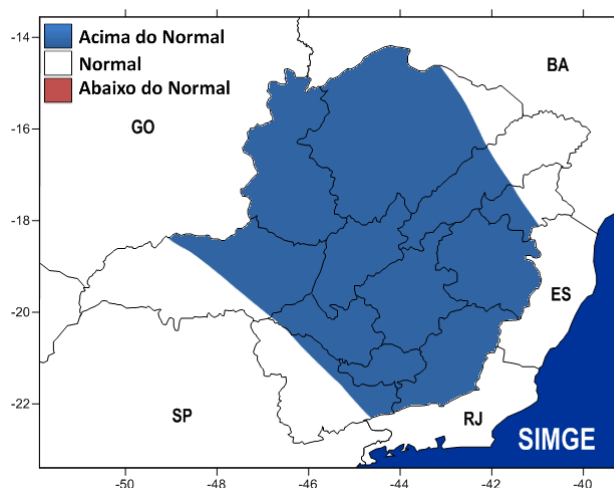 Acima do Normal
Normal
Abaixo do Normal
BA
GO
ES
SP
RJ
SIMGE
-14
-16
-18
-20
-22
-50
-48
-46
-44
-42
-40